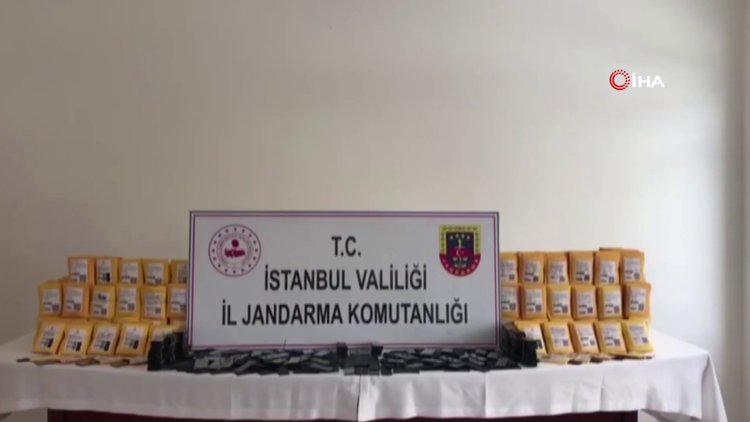 İHA
T.C.
İSTANBUL VALİLİĞİ
İL JANDARMA KOMUTANLIĞI